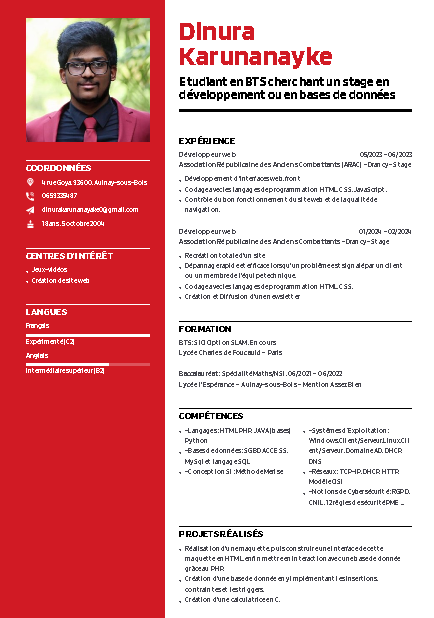 Dinura
Karunanayke
Etudiant en BTS cherchant un stage en
développement ou en bases de données
COORDONNÉES
4 rue Goya, 93600, Aulnay-sous-Bois
0659335487
dinurakarunanayake0@gmail.com
18 ans, 5 octobre 2004
CENTRES D'INTÉRÊT
Jeux-vidéos
Création de site web
LANGUES
Français
Expérimenté (C2)
Anglais
Intermédiaire supérieur (B2)
EXPÉRIENCE
Développeur web 05/2023 - 06/2023
Association Républicaine des Anciens Combattants (ARAC) - Drancy - Stage
Développement d'interfaces web, front
Codage avec les langages de programmation HTML, CSS, JavaScript.
Contrôle du bon fonctionnement du site web et de la qualité de
navigation.
Développeur web 01/2024 - 02/2024
Association Républicaine des Anciens Combattants - Drancy - Stage
Recréation totale d'un site
Dépannage rapide et efficace lorsqu'un problème est signalé par un client
ou un membre de l'équipe technique.
Codage avec les langages de programmation HTML, CSS.
Création et Diffusion d'une newsletter
FORMATION
BTS: SIO Option SLAM, En cours
Lycée Charles de Foucauld - Paris
Baccalauréat: Spécialité Maths/NSI, 06/2021 - 06/2022
Lycée l'Espérance - Aulnay-sous-Bois - Mention Assez Bien
COMPÉTENCES
-Langages : HTML, PHP, JAVA (bases)
Python
-Bases de données : SGBD ACCESS,
MySql et langage SQL
-Conception SI : Méthode Merise
-Systèmes d'Exploitation :
Windows Client/Serveur, Linux Cli
ent/Serveur, Domaine AD, DHCP,
DNS
-Réseaux : TCP-IP, DHCP, HTTP,
Modèle OSI
-Notions de Cybersécurité : RGPD,
CNIL, 12 règles de sécurité PME ...
PROJETS RÉALISÉS
Réalisation d'une maquette, puis construire une interface de cette
maquette en HTML, enfin mettre en interaction avec une base de donnée
grâce au PHP.
Création d'une base de donnée en y implémentant les insertions,
contraintes et les triggers.
Création d'une calculatrice en C.